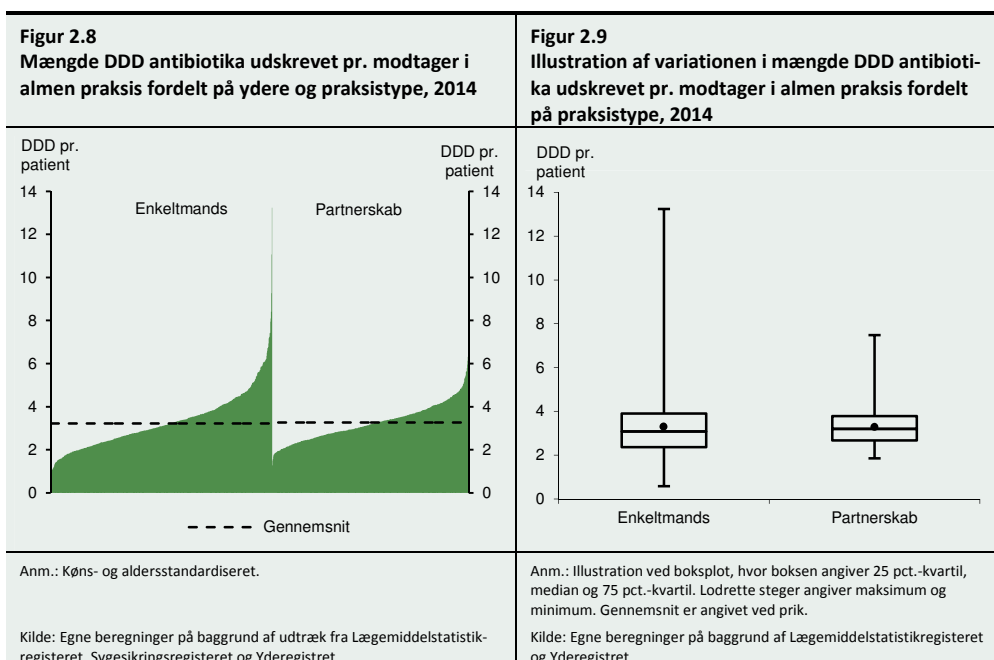 Figur 2.8
Mængde DDD antibiotika udskrevet pr. modtager i
almen praksis fordelt på ydere og praksistype, 2014
DDD pr.
patient
DDD pr.
patient
14
12
10
8
6
4
2
0
Enkeltmands
Partnerskab
14
12
10
8
6
4
2
0
Gennemsnit
Anm.: Køns- og aldersstandardiseret.
Kilde: Egne beregninger på baggrund af udtræk fra Lægemiddelstatistik-
registeret, Sygesikringsregisteret og Yderegistret
Figur 2.9
Illustration af variationen i mængde DDD antibioti-
ka udskrevet pr. modtager i almen praksis fordelt
på praksistype, 2014
DDD pr.
patient
14
12
10
8
6
4
2
0
Enkeltmands
Partnerskab
Anm.: Illustration ved boksplot, hvor boksen angiver 25 pct.-kvartil,
median og 75 pct.-kvartil. Lodrette steger angiver maksimum og
minimum. Gennemsnit er angivet ved prik.
Kilde: Egne beregninger på baggrund af Lægemiddelstatistikregisteret
og Yderegistret